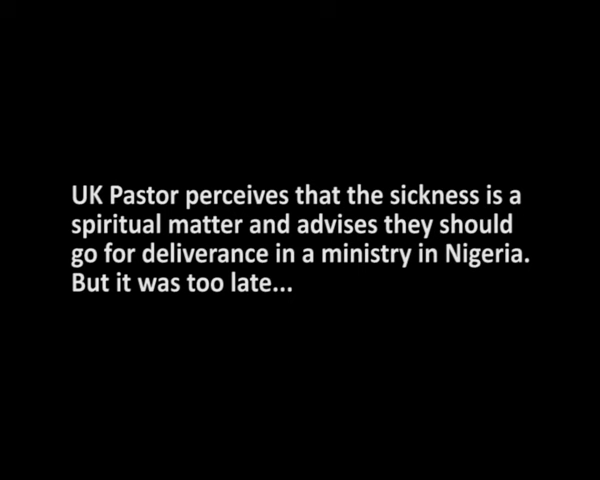 UK Pastor perceives that the sickness is a
spiritual matter and advises they should
go for deliverance in a ministry in Nigeria.
But it was too late...